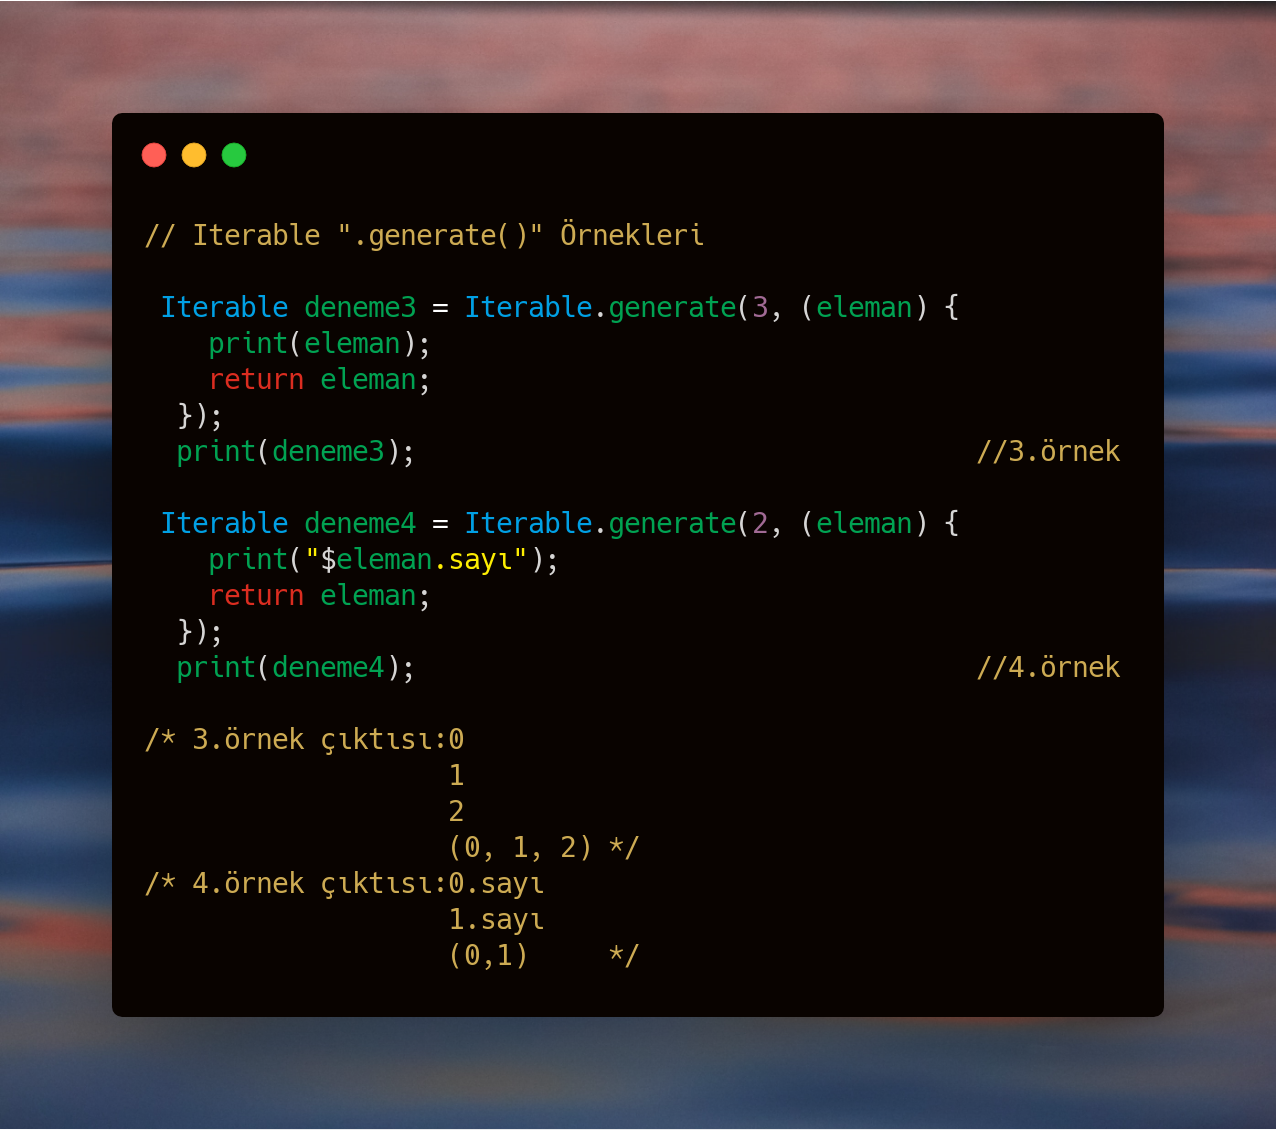 // Iterable ".generate()" Örnekleri
Iterable deneme3 = Iterable.generate(3, (eleman) {
print(eleman);
return eleman;
});
print(deneme3); //3.örnek
Iterable deneme4 = Iterable.generate(2, (eleman) {
print("$eleman.sayı");
return eleman;
});
print(deneme4); //4.örnek
/* 3.örnek çıktısı:0
1
2
(0, 1, 2) */
/* 4.örnek çıktısı:0.sayı
1.sayı
(0,1) */